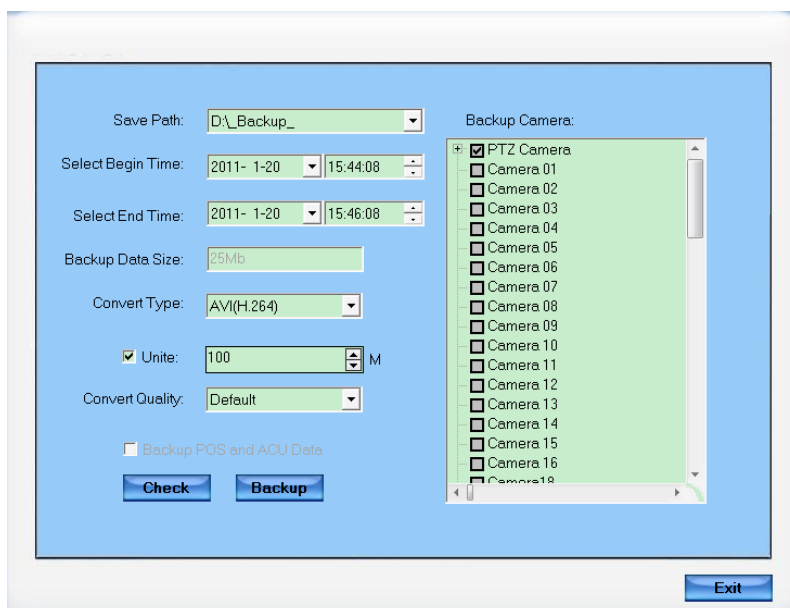 Save Path:
D:\_Backup_
Select Begin Time:
2011- 1-20
15:44:08
Select End Time:
2011- 1-20
15:46:08
Backup Data Size:
25Mb
Convert Type:
AVI(H.264)
Unite:
100
M
Convert Quality:
Default
Backup POS and ACU Data
Check
Backup
Backup Camera:
PTZ Camera
Camera 01
Camera 02
Camera 03
Camera 04
Camera 05
Camera 06
Camera 07
Camera 08
Camera 09
Camera 10
Camera 11
Camera 12
Camera 13
Camera 14
Camera 15
Camera 16
Camera18
Exit